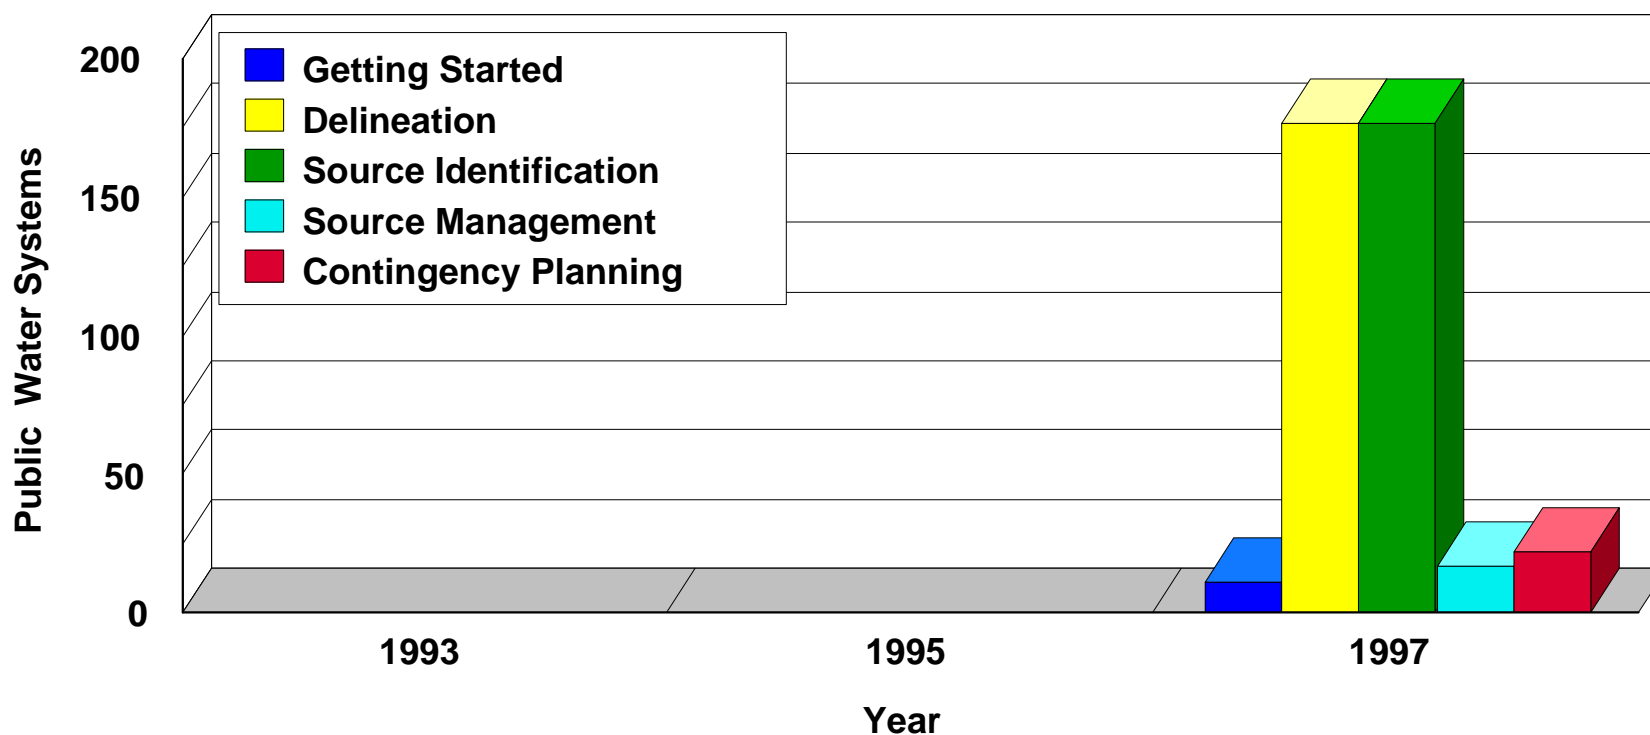 200
150
100
50
0
Public Water Systems
Getting Started
Delineation
Source Identification
Source Management
Contingency Planning
1993 1995 1997
Year